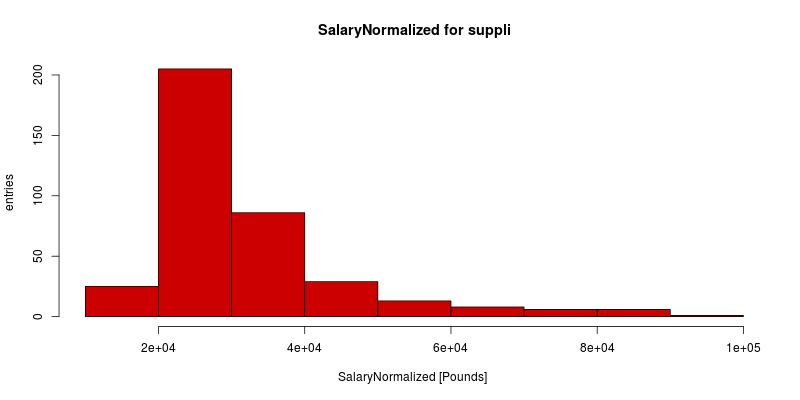 SalaryNormalized for suppli
200
150
100
50
0
entries
2e+04 4e+04 6e+04 8e+04 1e+05
SalaryNormalized [Pounds]